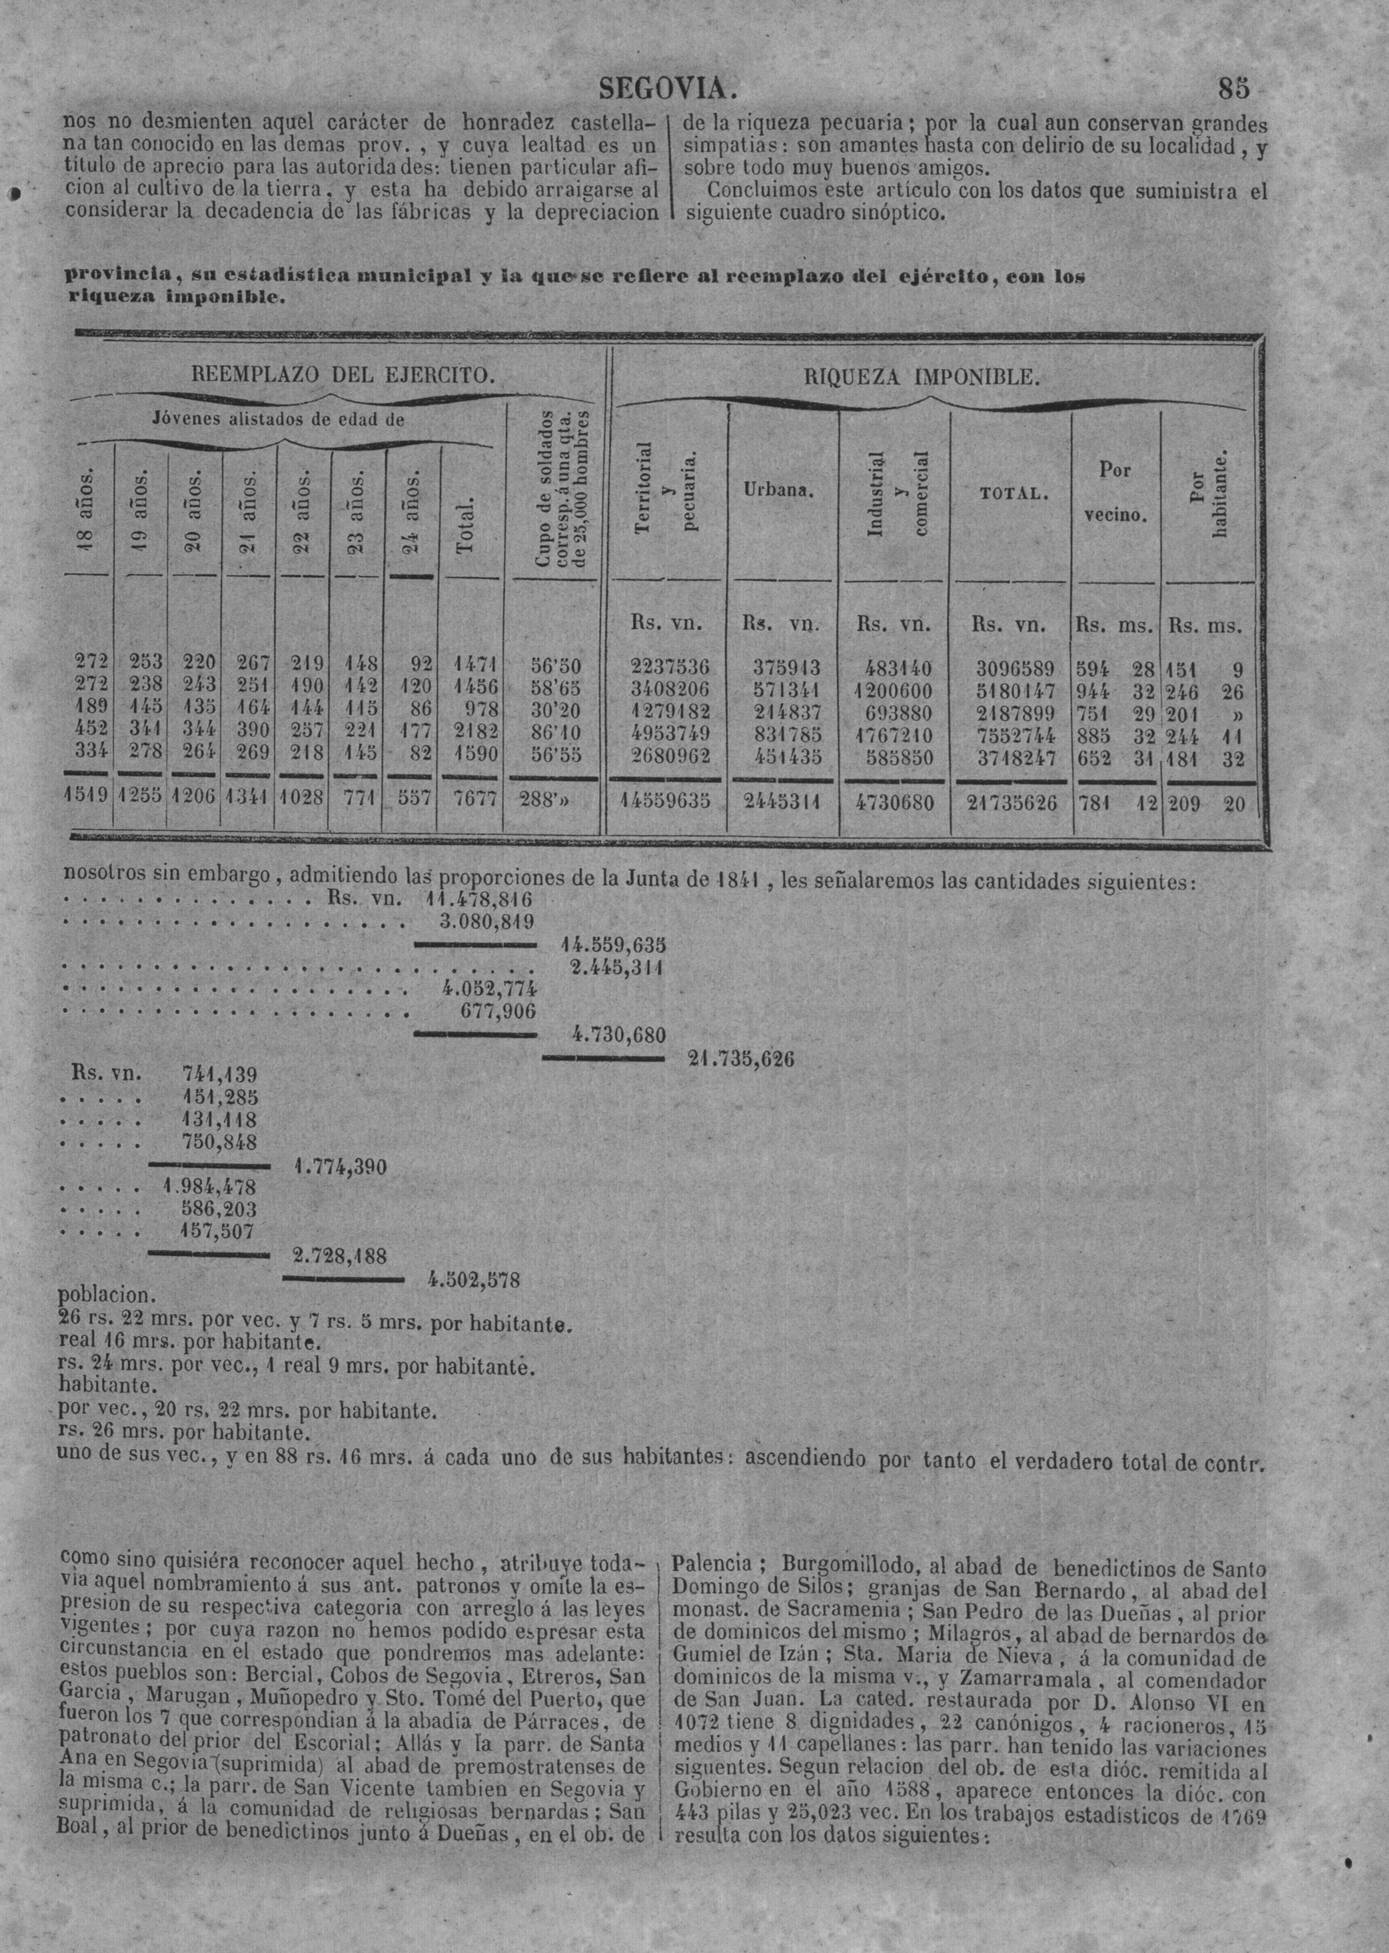 SEGOVIA. 85
nos no desmienten aquel carácter de honradez castella-
na tan conocido en las demas prov. , y cuya lealtad es un
titulo de aprecio para las autoridades: tienen particular afi-
cion al cultivo de la tierra, y esta ha debido arraigarse al
considerar la decadencia de las fábricas y la depreciacion
de la riqueza pecuaria ; por la cual aun conservan grandes
simpatias : son amantes hasta con delirio de su localidad , y
sobre todo muy buenos amigos.
Concluimos este artículo con los datos que suministra el
siguiente cuadro sinóptico.
provincia, su estadística municipal y la que se refiere al reemplazo del ejército, con los
riqueza imponible.
REEMPLAZO DEL EJERCITO. RIQUEZA IMPONIBLE.
Jóvenes alistados de edad de
18 años. 19 años. 20 años. 21 años. 22 años. 23 años. 24 años. Total.
Cupo de soldados
corresp. á una qta.
de 25,000 hombres
Territorial
y
pecuaria.
Urbana.
Industrial
y
comercial
TOTAL.
Por
vecino.
Por
habitante.
Rs. vn. Rs. vn. Rs. vn. Rs. vn. Rs. ms. Rs. ms.
272 253 220 267 219 148 92 1471 56'50 2237536 375913 483140 3096589 594 28 151 9
272 238 243 251 190 142 120 1456 58'65 3408206 571341 1200600 5180147 944 32 246 26
189 145 135 164 144 115 86 978 30'20 1279182 214837 693880 2187899 751 29 201 »
452 341 344 390 257 221 177 2182 86'10 4953749 831785 1767210 7552744 885 32 244 11
334 278 264 269 218 145 82 1590 56'55 2680962 451435 585850 3718247 652 31 181 32
1519 1255 1206 1341 1028 771 557 7677 288'» 14559635 2445311 4730680 21735626 781 12 209 20
nosotros sin embargo , admitiendo las proporciones de la Junta de 1841 , les señalaremos las cantidades siguientes:
. . . . . . . . . . . . . . Rs. vn. 11.478,816
. . . . . . . . . . . . . . . . . . . 3.080,819
14.559,635
. . . . . . . . . . . . . . . . . . . . . . . . . . 2.445,311
. . . . . . . . . . . . . . . . . . . 4.052,774
. . . . . . . . . . . . . . . . . . . 677,906
4.730,680
21.735,626
Rs. vn. 741,139
. . . . . 151,285
. . . . . 131,118
. . . . . 750,848
1.774,390
. . . . . 1.984,478
. . . . . 586,203
. . . . . 157,507
2.728,188
4.502,578
poblacion.
26 rs. 22 mrs. por vec. y 7 rs. 5 mrs. por habitante.
real 16 mrs. por habitante.
rs. 24 mrs. por vec., 1 real 9 mrs. por habitante.
habitante.
por vec., 20 rs. 22 mrs. por habitante.
rs. 26 mrs. por habitante.
uno de sus vec., y en 88 rs. 16 mrs. á cada uno de sus habitantes: ascendiendo por tanto el verdadero total de contr.
como sino quisiéra reconocer aquel hecho , atribuye toda-
via aquel nombramiento á sus ant. patronos y omite la es-
presion de su respectiva categoria con arreglo á las leyes
vigentes ; por cuya razon no hemos podido espresar esta
circunstancia en el estado que pondremos mas adelante:
estos pueblos son: Bercial, Cobos de Segovia, Etreros, San
Garcia , Marugan , Muñopedro y Sto. Tomé del Puerto, que
fueron los 7 que correspondian á la abadia de Párraces, de
patronato del prior del Escorial; Allás y la parr. de Santa
Ana en Segovia (suprimida) al abad de premostratenses de
la misma c.; la parr. de San Vicente tambien en Segovia y
suprimida, á la comunidad de religiosas bernardas ; San
Boal, al prior de benedictinos junto á Dueñas , en el ob. de
Palencia ; Burgomillodo, al abad de benedictinos de Santo
Domingo de Silos; granjas de San Bernardo , al abad del
monast. de Sacramenia ; San Pedro de las Dueñas , al prior
de dominicos del mismo ; Milagros, al abad de bernardos de
Gumiel de Izán ; Sta. Maria de Nieva , á la comunidad de
dominicos de la misma v., y Zamarramala , al comendador
de San Juan. La cated. restaurada por D. Alonso VI en
1072 tiene 8 dignidades , 22 canónigos , 4 racioneros, 15
medios y 11 capellanes: las parr. han tenido las variaciones
siguentes. Segun relacion del ob. de esta dióc. remitida al
Gobierno en el año 1588 , aparece entonces la dióc. con
443 pilas y 25,023 vec. En los trabajos estadísticos de 1769
resulta con los datos siguientes: